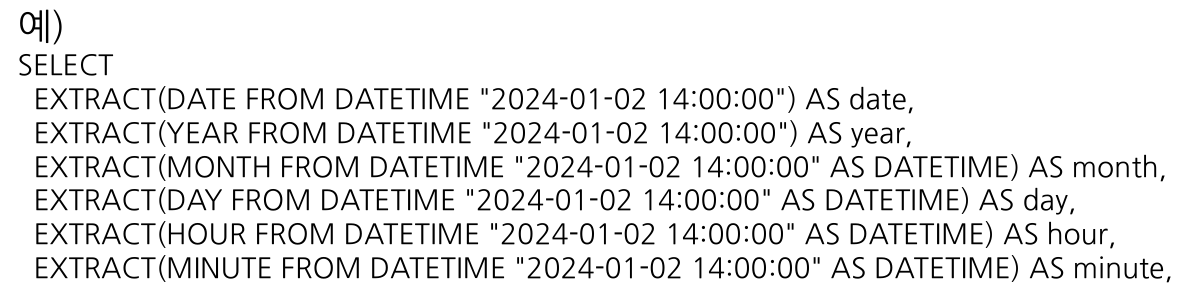 예)
SELECT
EXTRACT(DATE FROM DATETIME "2024-01-02 14:00:00") AS date,
EXTRACT(YEAR FROM DATETIME "2024-01-02 14:00:00") AS year,
EXTRACT(MONTH FROM DATETIME "2024-01-02 14:00:00" AS DATETIME) AS month,
EXTRACT(DAY FROM DATETIME "2024-01-02 14:00:00" AS DATETIME) AS day,
EXTRACT(HOUR FROM DATETIME "2024-01-02 14:00:00" AS DATETIME) AS hour,
EXTRACT(MINUTE FROM DATETIME "2024-01-02 14:00:00" AS DATETIME) AS minute,